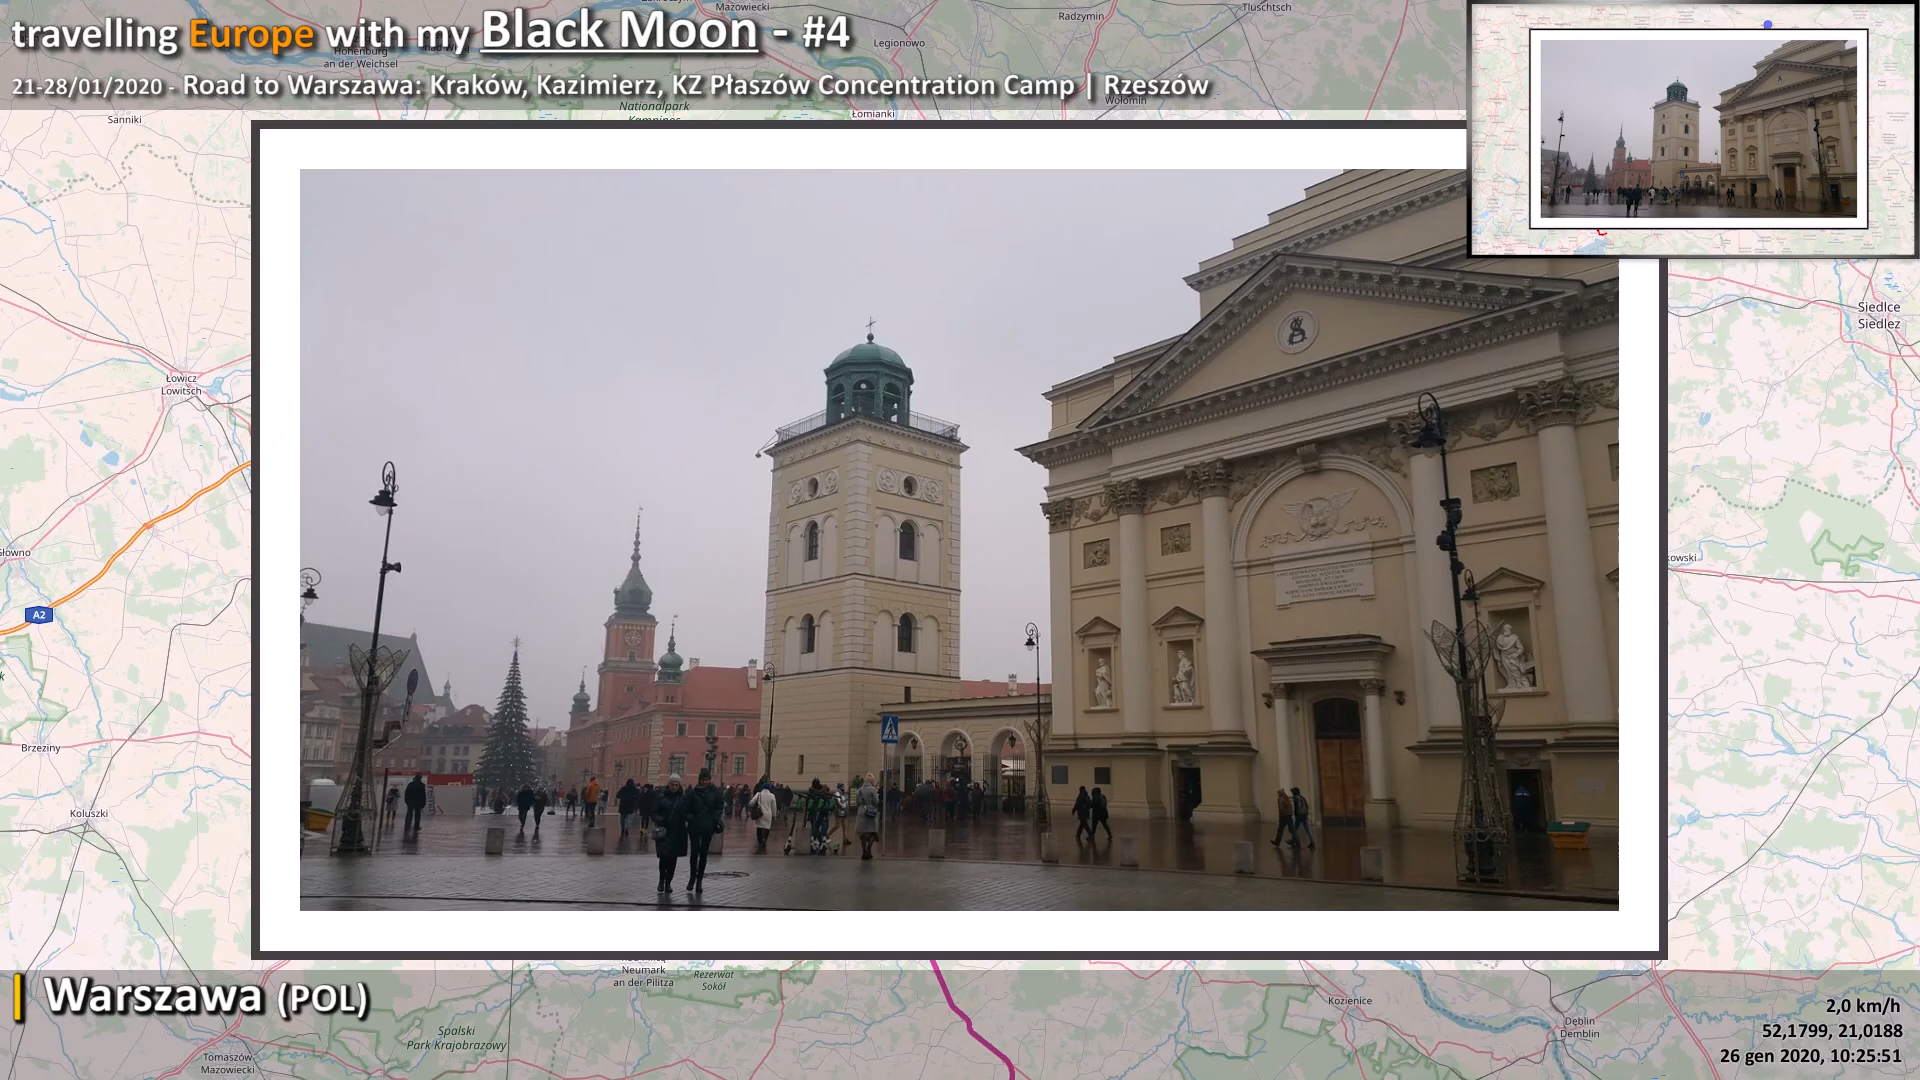 travelling Europe with my Black Moon - #4
21-28/01/2020 - Road to Warszawa: Kraków, Kazimierz, KZ Płaszów Concentration Camp | Rzeszów
Mazowiecki
Radzymin
Tluschtsch
Legionowo
Hohenburg
an der Weichsel
Nationalpark
Kampinos
Wołomin
Łomianki
Sanniki
Siedlce
Siedlez
Łowicz
Lowitsch
Głowno
kowski
A2
Brzeziny
Koluszki
Neumark
an der Pilitza
Rezerwat
Sokół
Kozienice
Warszawa (POL)
Spalski
Park Krajobrazowy
Dęblin
Demblin
Tomaszów
Mazowiecki
2,0 km/h
52,1799, 21,0188
26 gen 2020, 10:25:51